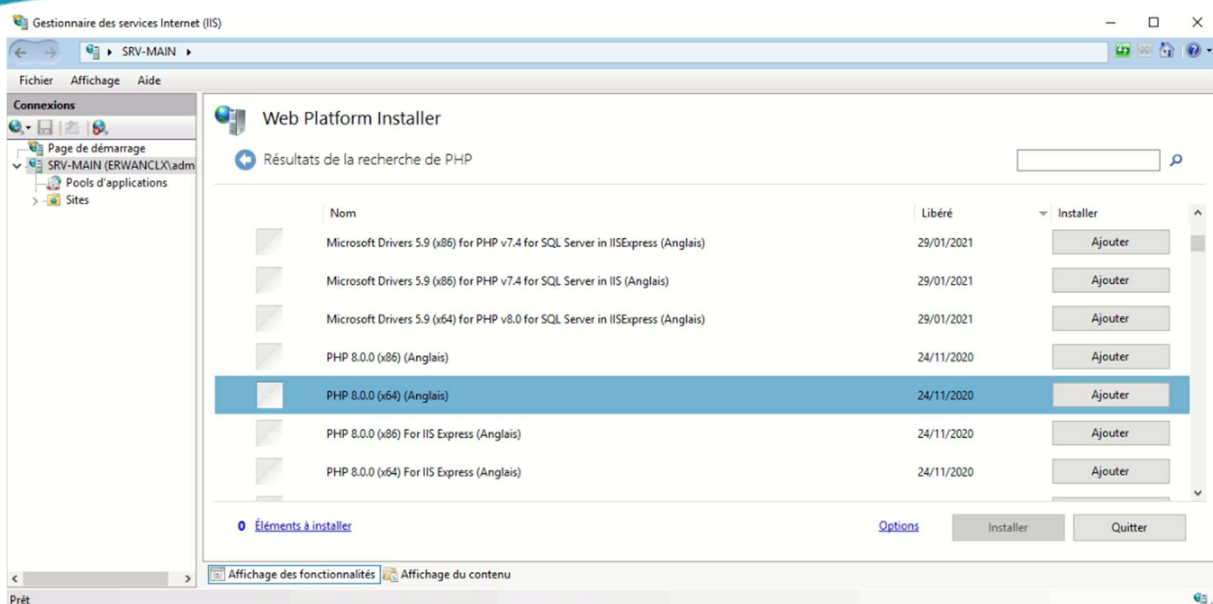 Gestionnaire des services Internet (IIS)
SRV-MAIN
Fichier Affichage Aide
Connexions
Page de démarrage
SRV-MAIN (ERWANCLX\adm
Pools d'applications
Sites
Web Platform Installer
Résultats de la recherche de PHP
Nom Libéré Installer
Microsoft Drivers 5.9 (x86) for PHP v7.4 for SQL Server in IISExpress (Anglais) 29/01/2021 Ajouter
Microsoft Drivers 5.9 (x86) for PHP v7.4 for SQL Server in IIS (Anglais) 29/01/2021 Ajouter
Microsoft Drivers 5.9 (x64) for PHP v8.0 for SQL Server in IISExpress (Anglais) 29/01/2021 Ajouter
PHP 8.0.0 (x86) (Anglais) 24/11/2020 Ajouter
PHP 8.0.0 (x64) (Anglais) 24/11/2020 Ajouter
PHP 8.0.0 (x86) For IIS Express (Anglais) 24/11/2020 Ajouter
PHP 8.0.0 (x64) For IIS Express (Anglais) 24/11/2020 Ajouter
0 Éléments à installer Options Installer Quitter
Affichage des fonctionnalités Affichage du contenu
Prêt